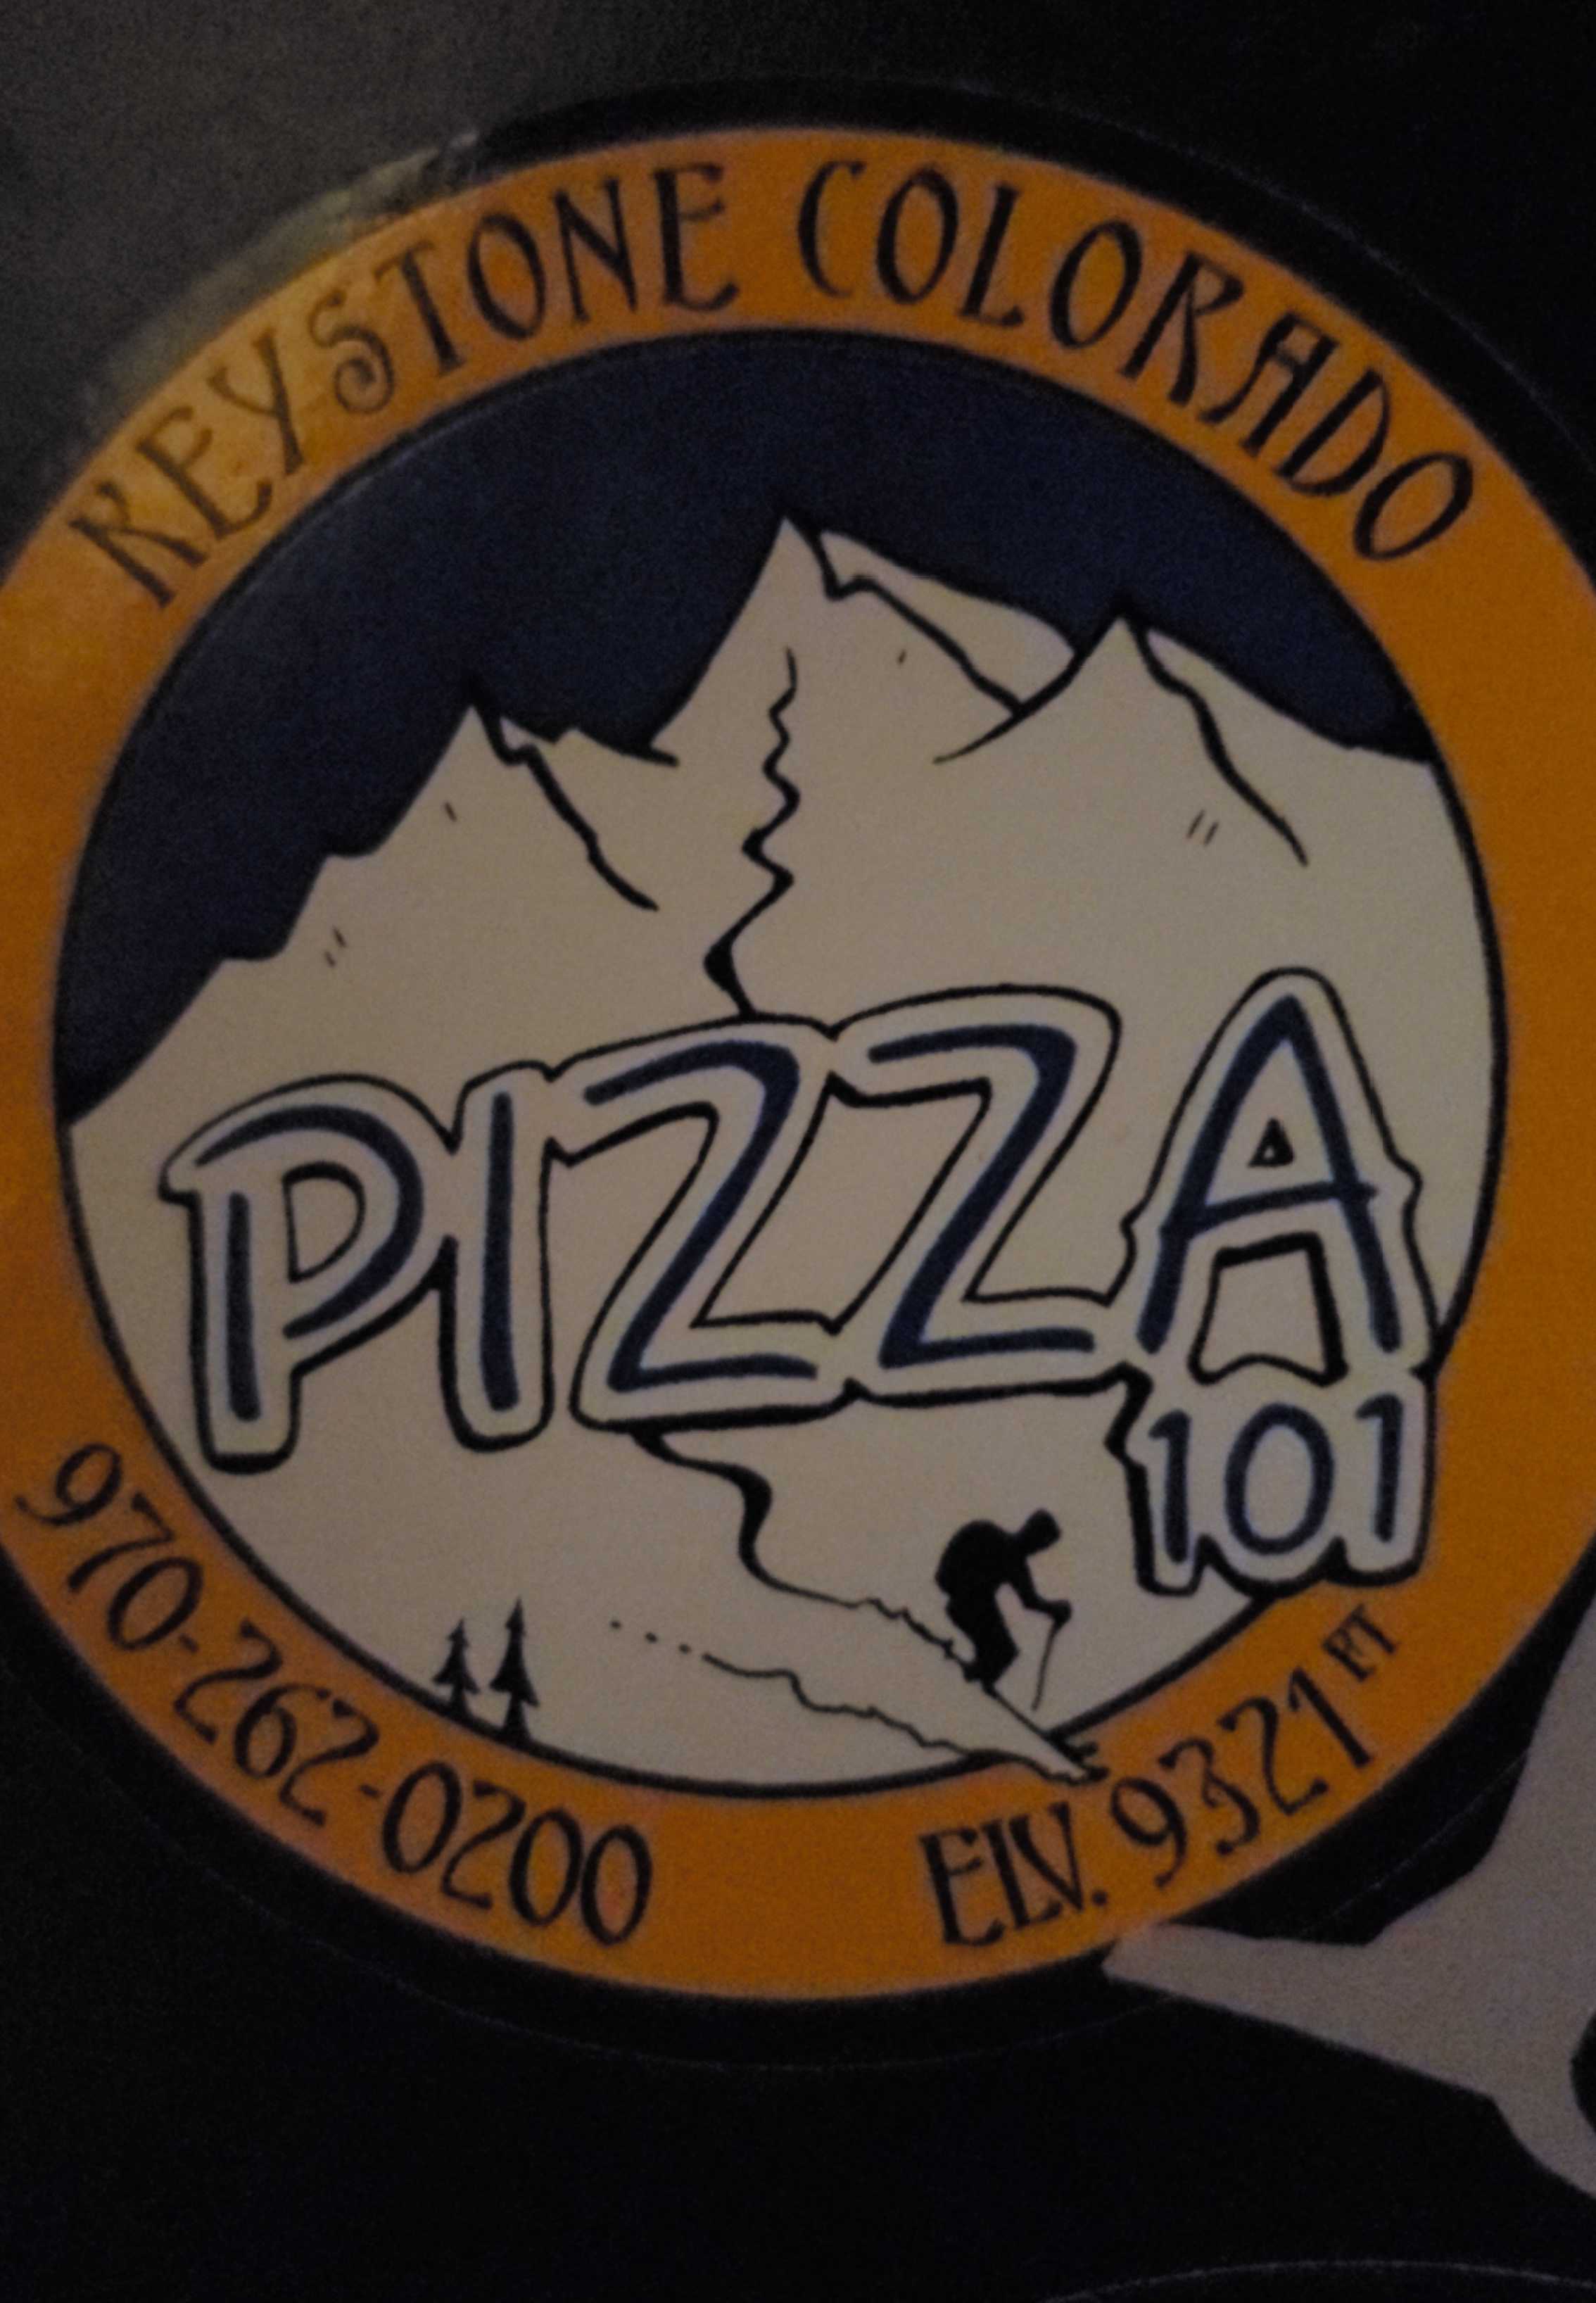 KEYSTONE COLORADO
PIZZA
101
970-262-0200
ELV. 9321 FT